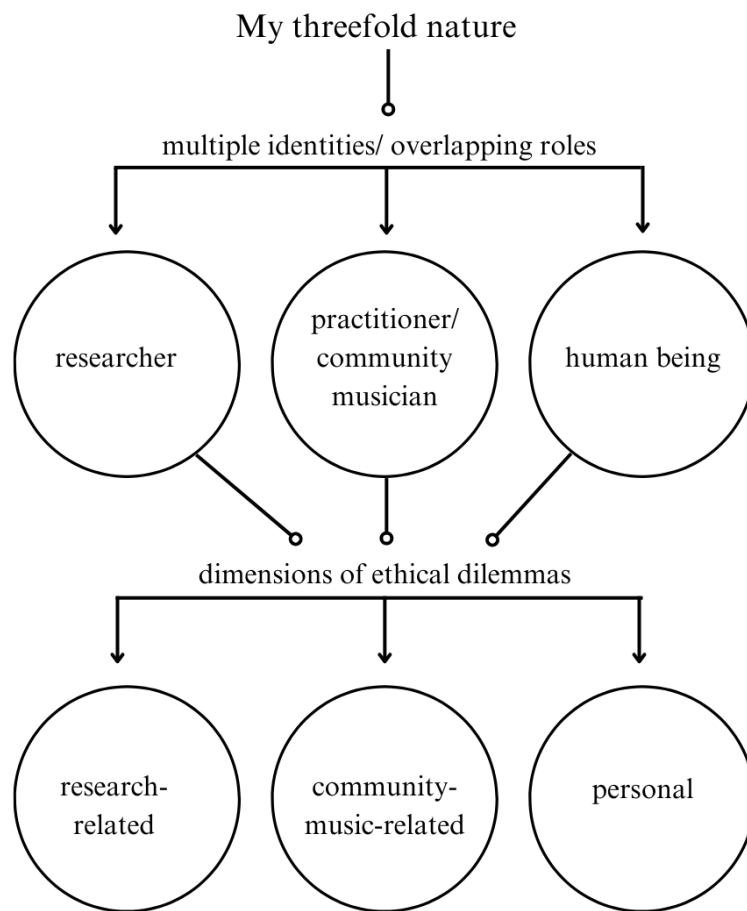 My threefold nature
multiple identities/ overlapping roles
researcher
practitioner/
community
musician
human being
dimensions of ethical dilemmas
research-
related
community-
music-related
personal